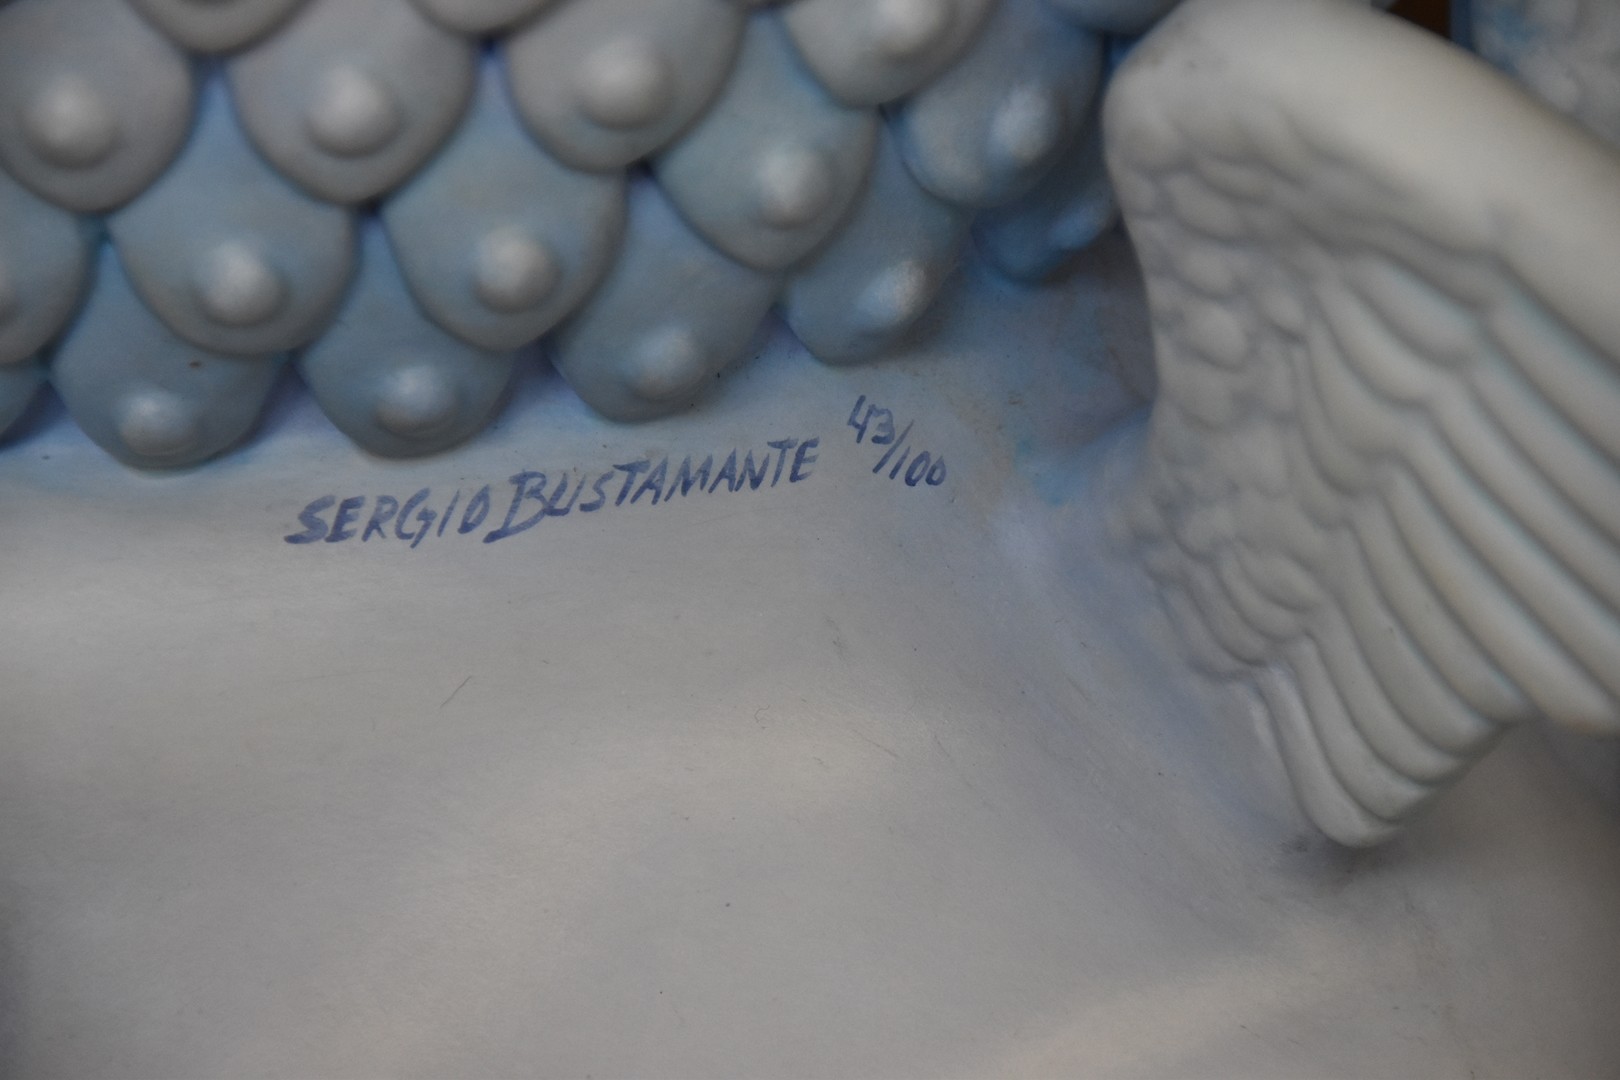 SERGIO BUSTAMANTE 43/100